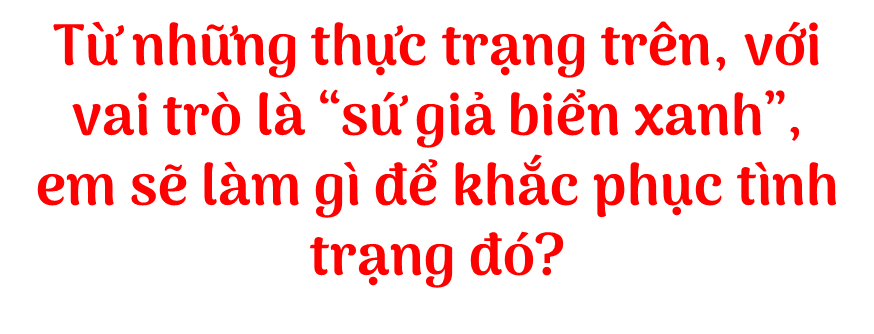 Từ những thực trạng trên, với
vai trò là “sứ giả biển xanh”,
em sẽ làm gì để khắc phục tình
trạng đó?